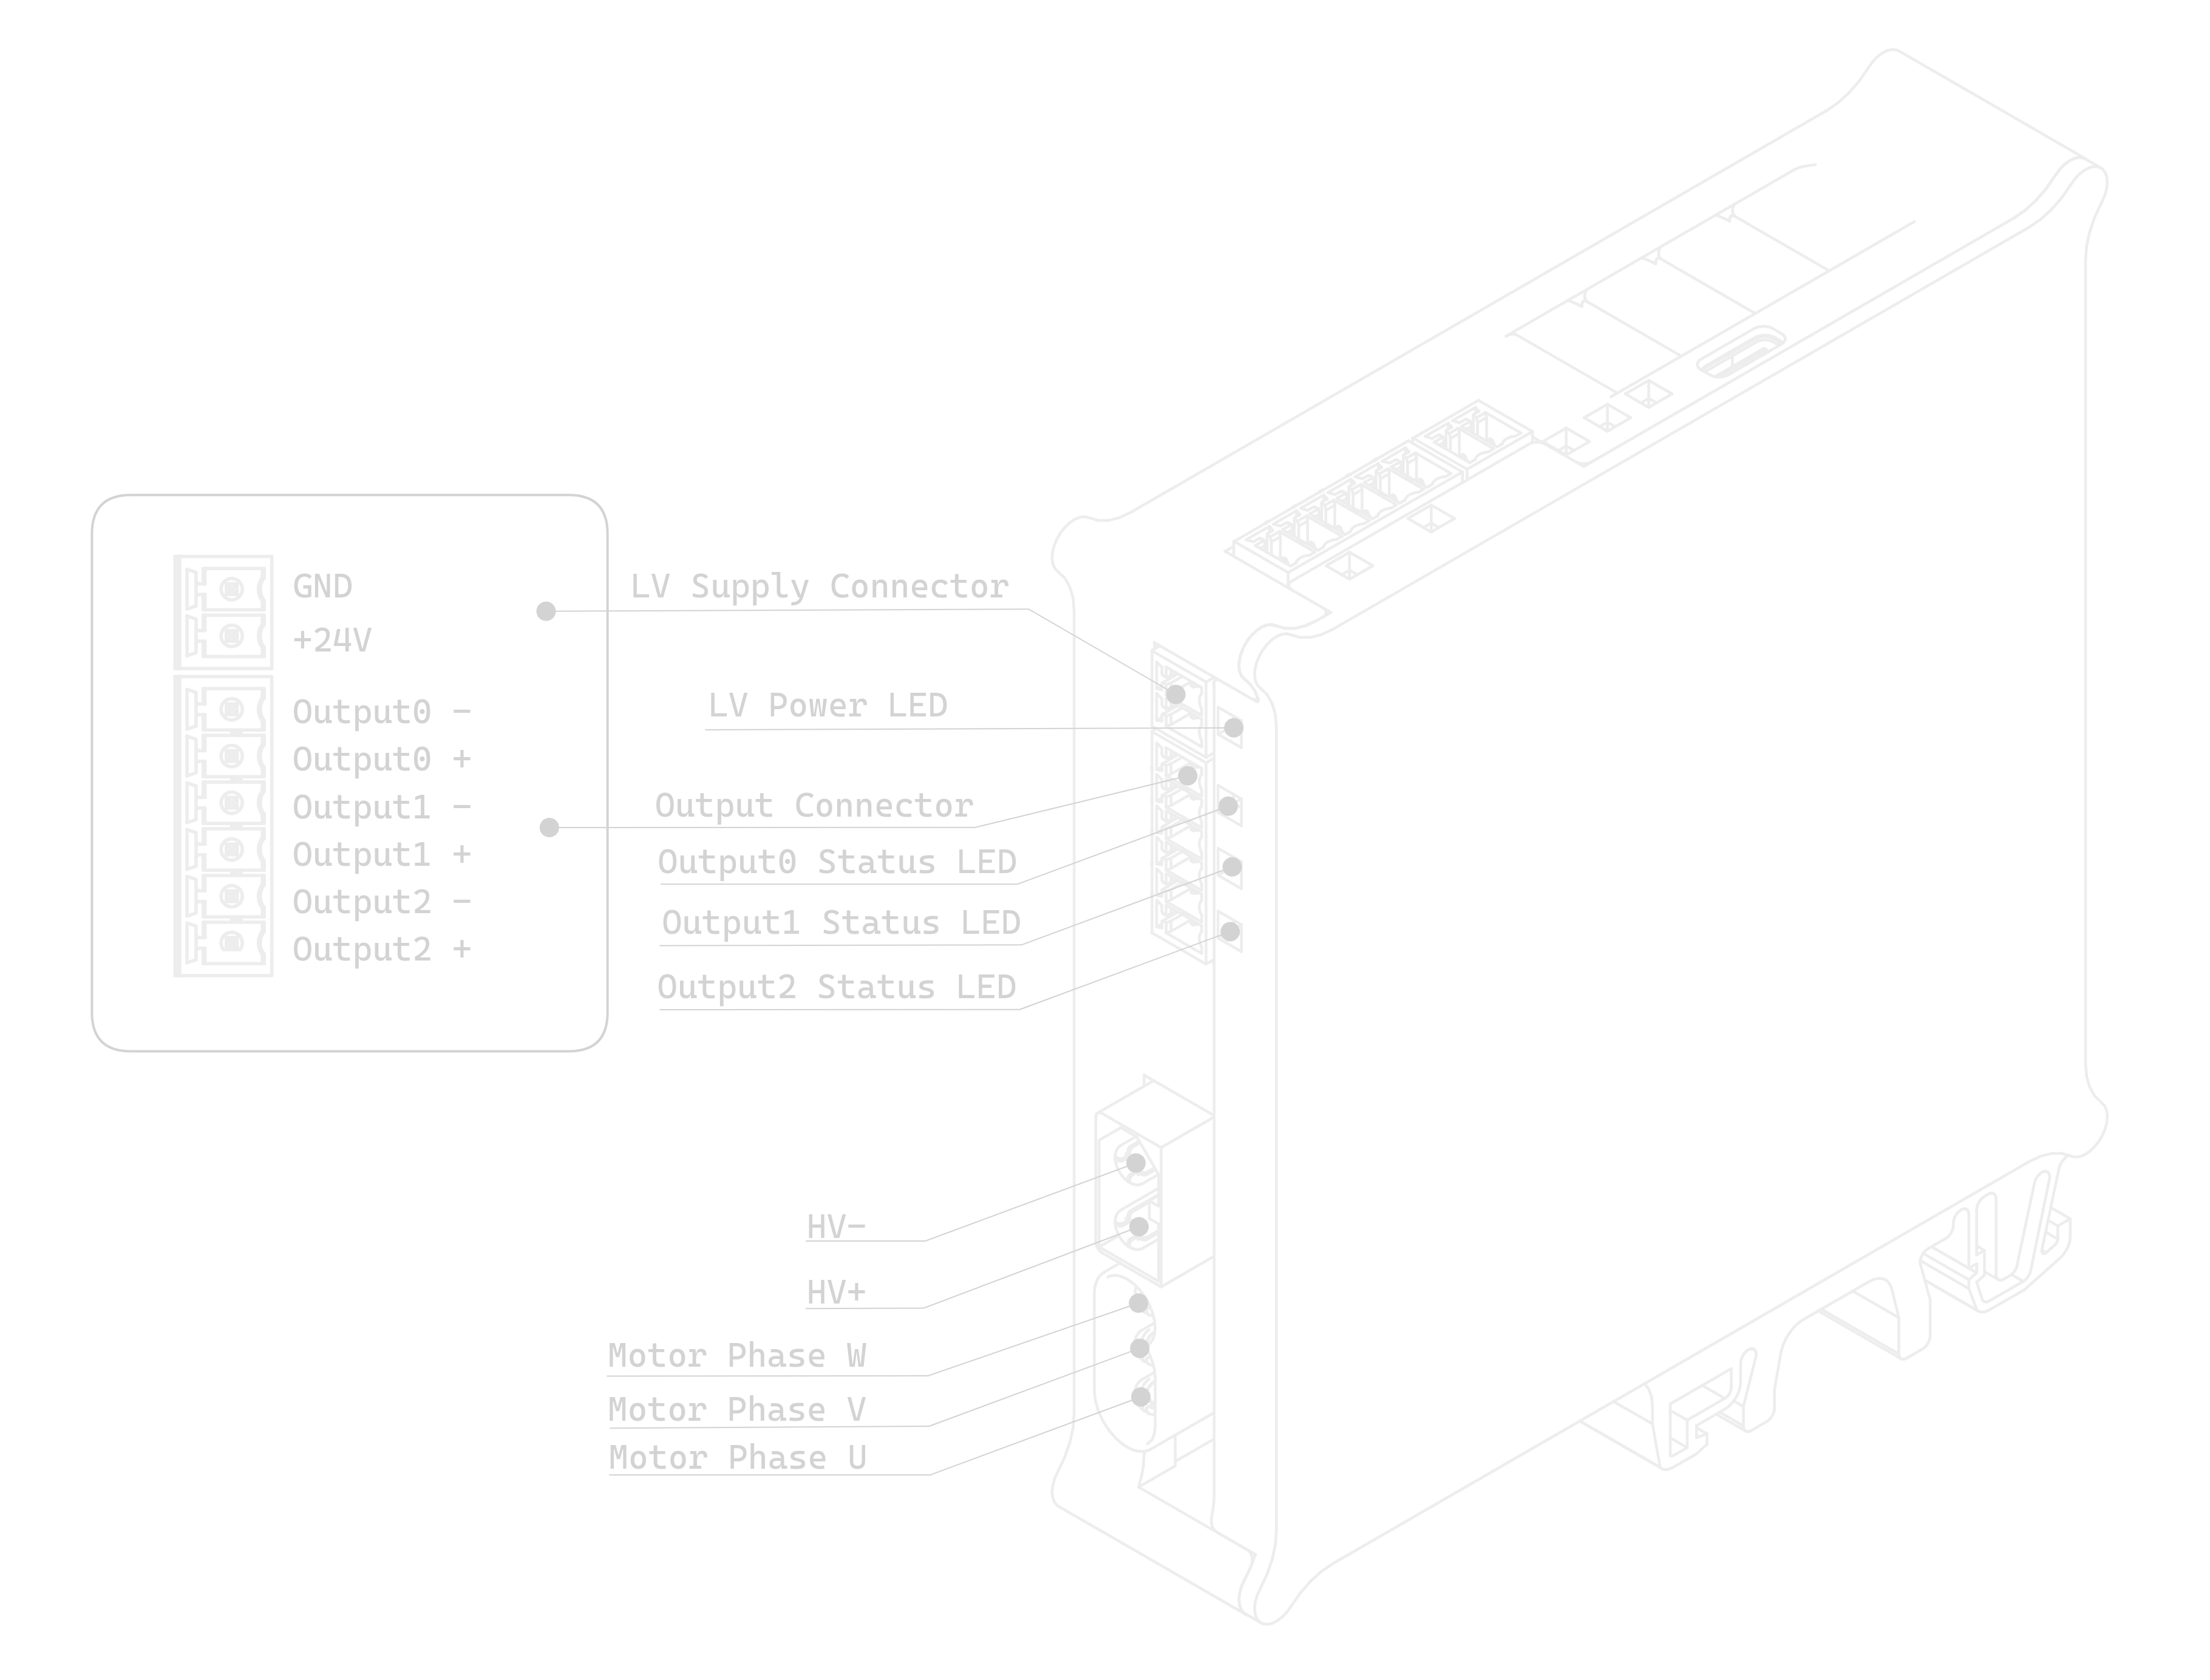 GND
+24V
Output0 −
Output0 +
Output1 −
Output1 +
Output2 −
Output2 +
LV Supply Connector
LV Power LED
Output Connector
Output0 Status LED
Output1 Status LED
Output2 Status LED
HV−
HV+
Motor Phase W
Motor Phase V
Motor Phase U